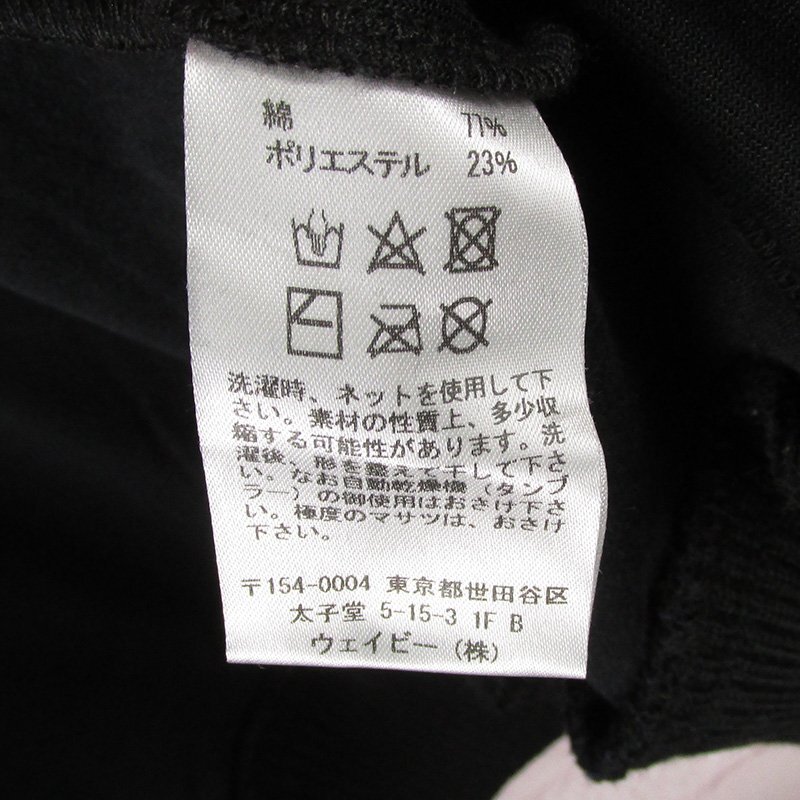 綿 77%
ポリエステル 23%
洗濯時、ネットを使用して下
さい。素材の性質上、多少収
縮する可能性があります。洗
濯後、形を整えて干して下さ
い。なお自動乾燥機(タンブ
ラー)の御使用はおさけ下さ
い。極度のマサツは、おさけ
下さい。
〒154-0004 東京都世田谷区
太子堂 5-15-3 1F B
ウェイビー(株)